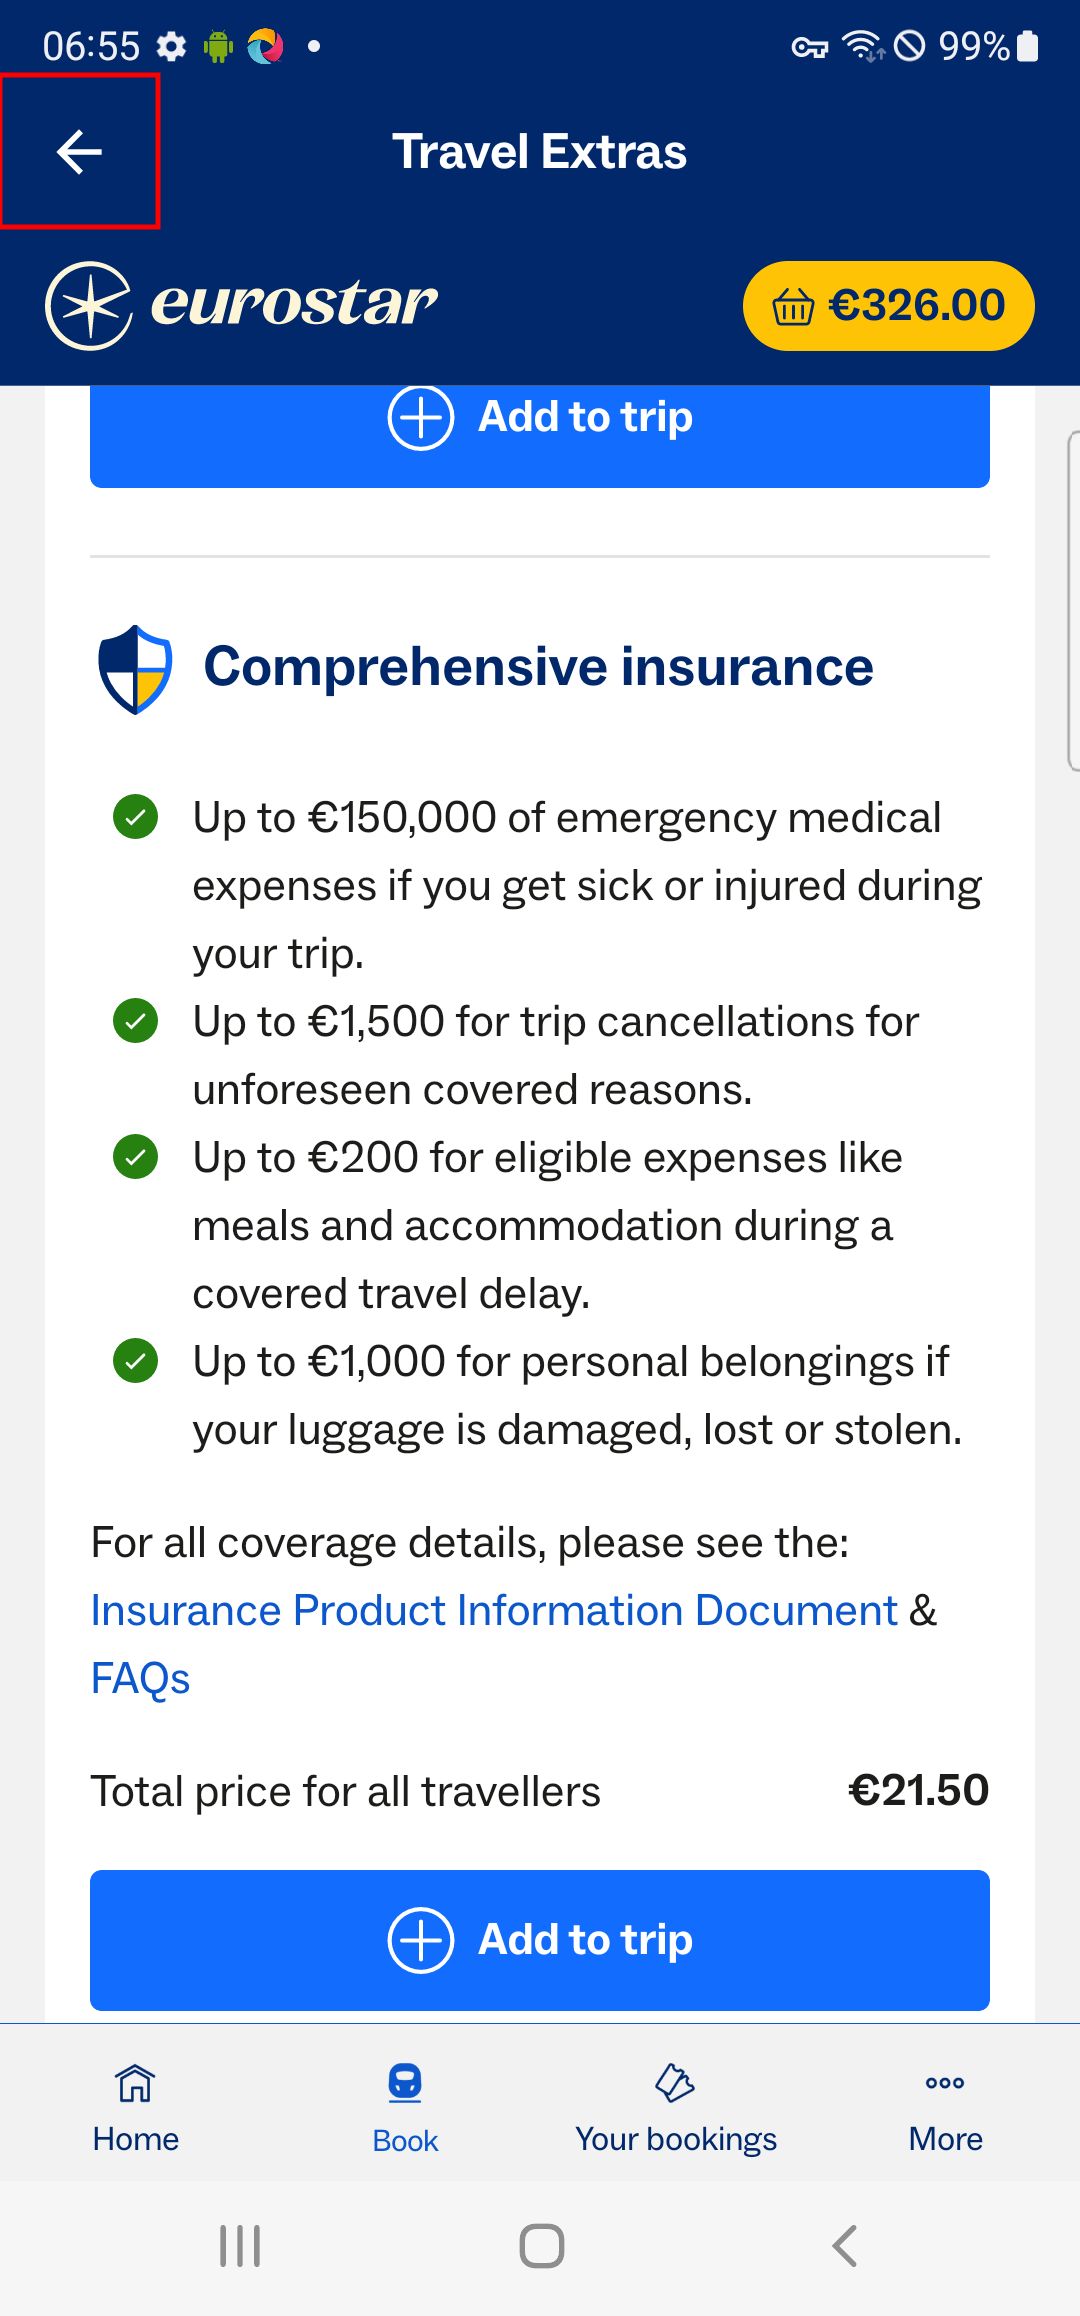 06:55
99%
Travel Extras
eurostar
€326.00
Add to trip
Comprehensive insurance
Up to €150,000 of emergency medical
expenses if you get sick or injured during
your trip.
Up to €1,500 for trip cancellations for
unforeseen covered reasons.
Up to €200 for eligible expenses like
meals and accommodation during a
covered travel delay.
Up to €1,000 for personal belongings if
your luggage is damaged, lost or stolen.
For all coverage details, please see the:
Insurance Product Information Document &
FAQs
Total price for all travellers
€21.50
Add to trip
Home
Book
Your bookings
More